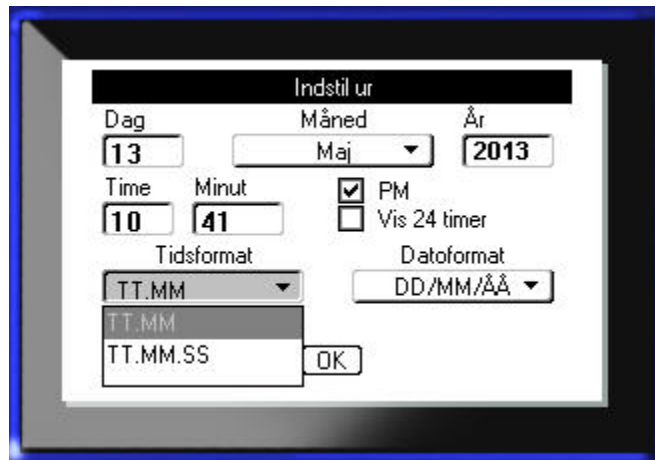 Indstil ur
Dag Måned År
13 Maj 2013
Time Minut PM
10 41 Vis 24 timer
Tidsformat Datoformat
TT.MM DD/MM/ÅÅ
TT.MM
TT.MM.SS
OK